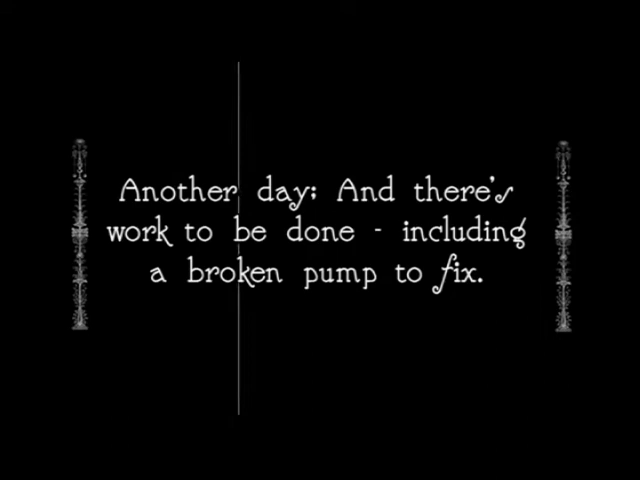 Another day; And there's
work to be done - including
a broken pump to fix.